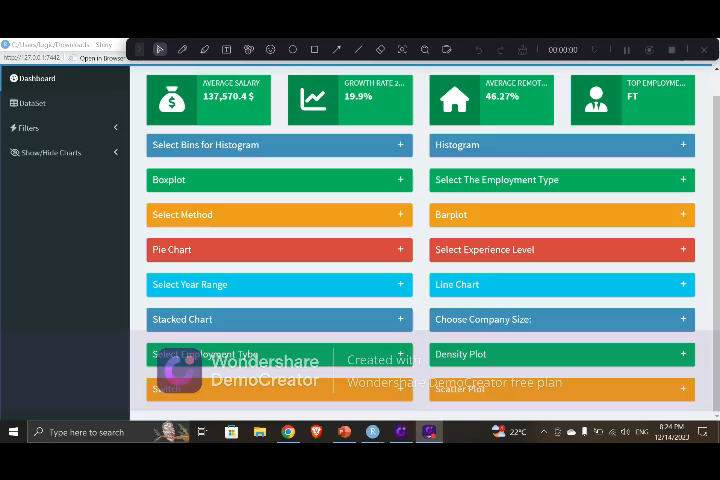 C:/Users/logic/Downloads - Shiny
http://127.0.0.1:7442
Open in Browser
00:00:00
Dashboard
DataSet
Filters
Show/Hide Charts
AVERAGE SALARY
137,570.4 $
GROWTH RATE 2...
19.9%
AVERAGE REMOT...
46.27%
TOP EMPLOYME...
FT
Select Bins for Histogram +
Histogram +
Boxplot +
Select The Employment Type +
Select Method +
Barplot +
Pie Chart +
Select Experience Level +
Select Year Range +
Line Chart +
Stacked Chart +
Choose Company Size: +
Select Employment Type +
Density Plot +
Switch +
Scatter Plot +
Wondershare
DemoCreator
Created with
Wondershare DemoCreator free plan
Type here to search
22°C
ENG
8:24 PM
12/14/2023